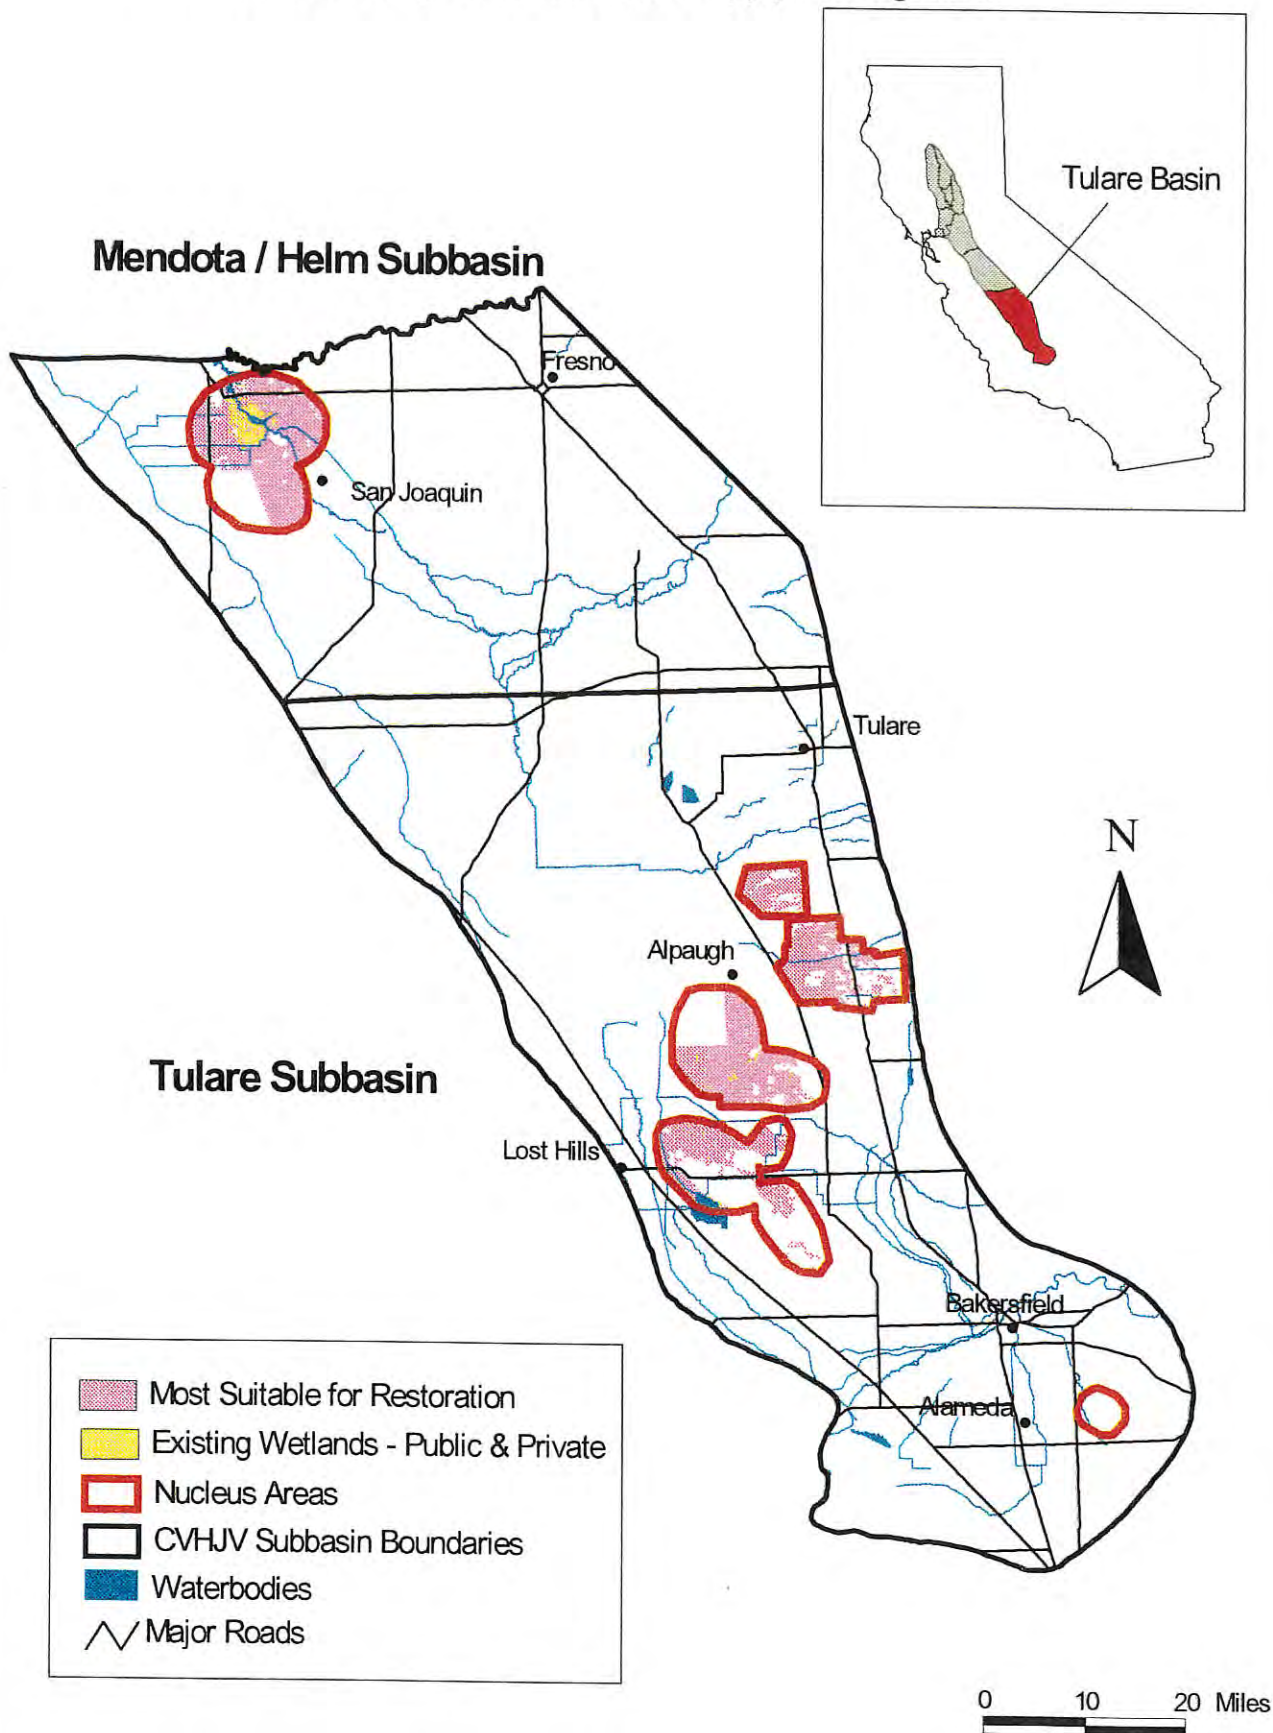 Tulare Basin
Mendota / Helm Subbasin
Fresno
San Joaquin
Tulare
N
Alpaugh
Tulare Subbasin
Lost Hills
Bakersfield
Alameda
Most Suitable for Restoration
Existing Wetlands - Public & Private
Nucleus Areas
CVHJV Subbasin Boundaries
Waterbodies
Major Roads
0 10 20 Miles